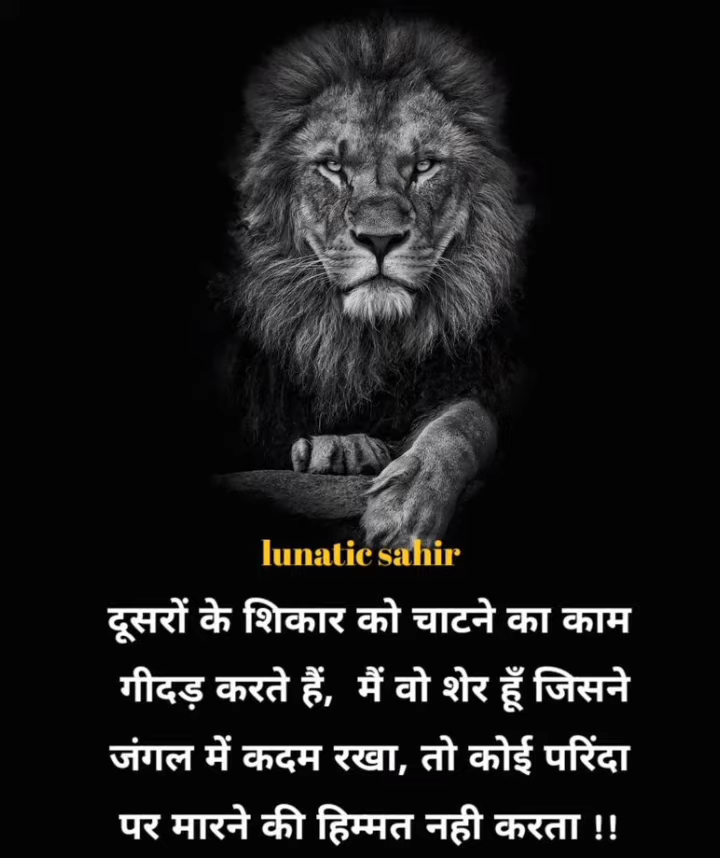 lunatic sahir
दूसरों के शिकार को चाटने का काम
गीदड़ करते हैं, मैं वो शेर हूँ जिसने
जंगल में कदम रखा, तो कोई परिंदा
पर मारने की हिम्मत नही करता !!